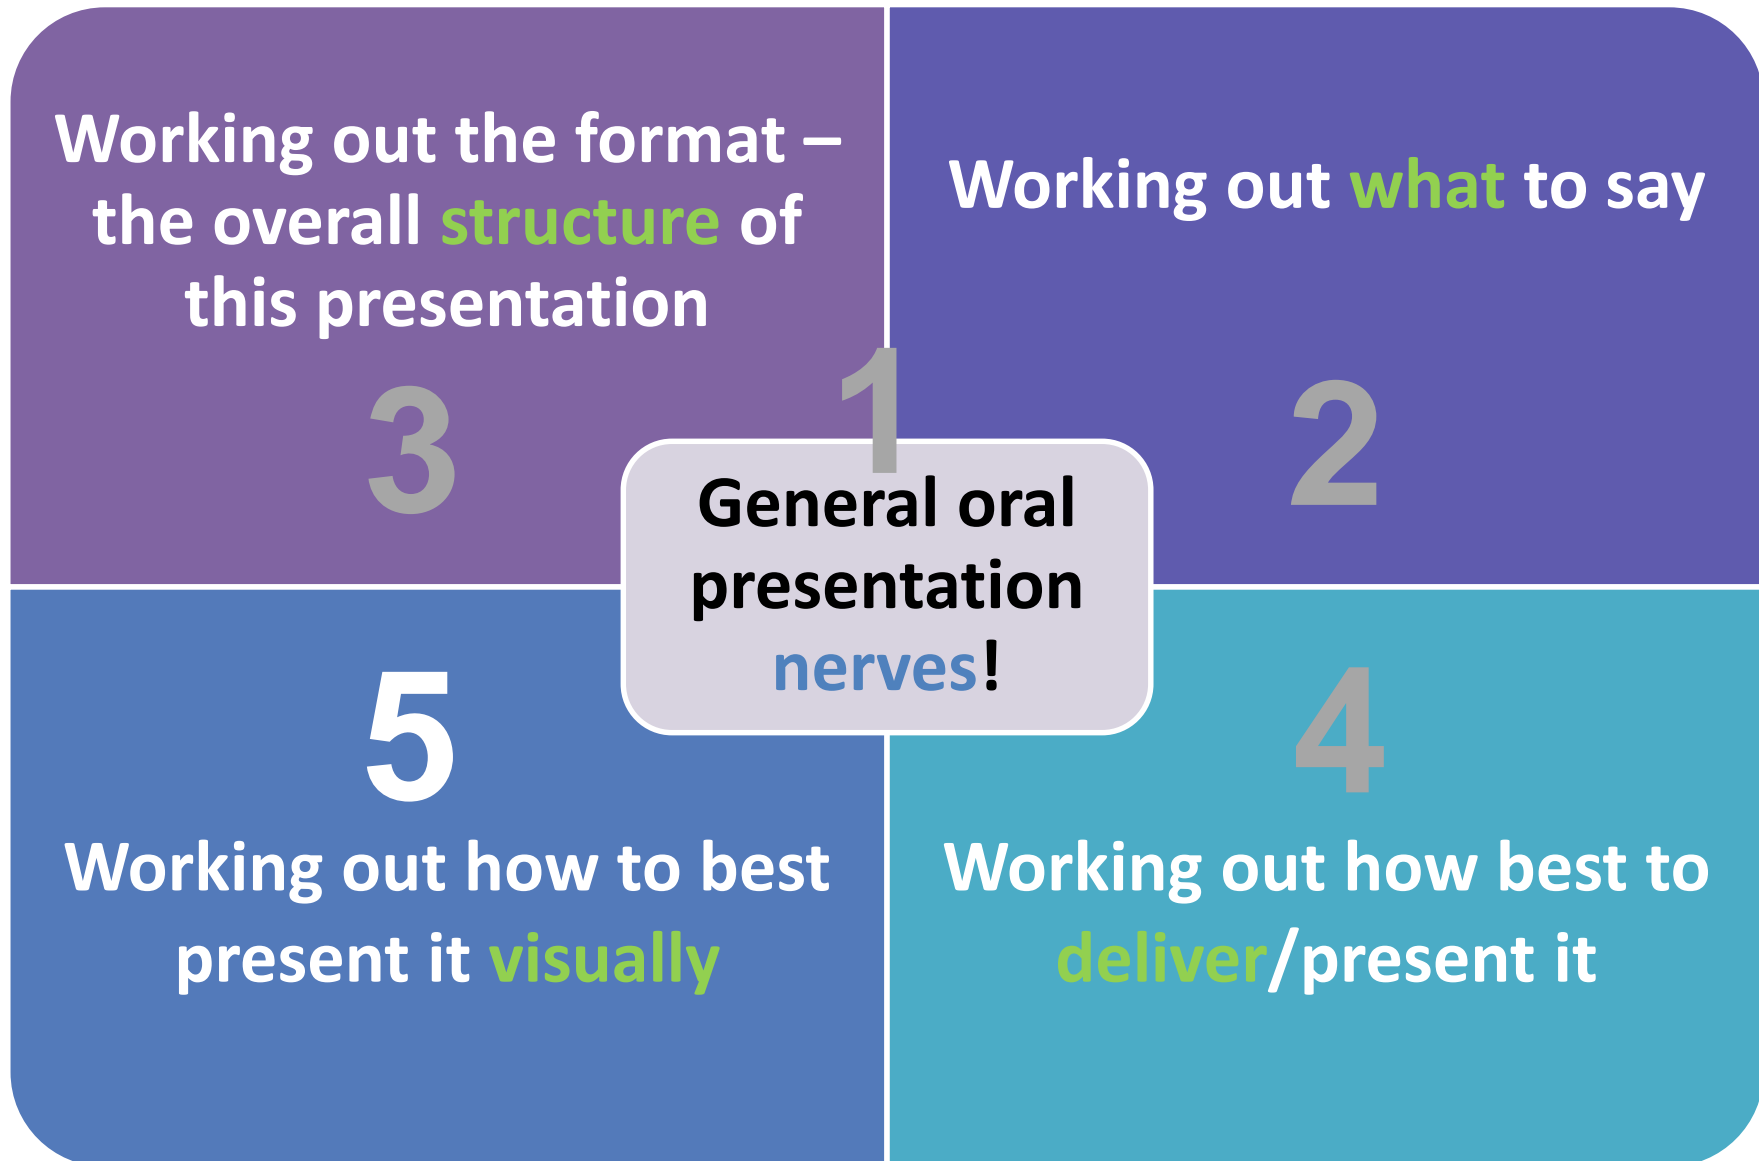 Working out the format –
the overall structure of
this presentation
3
Working out what to say
2
1
General oral
presentation
nerves!
5
Working out how to best
present it visually
4
Working out how best to
deliver/present it